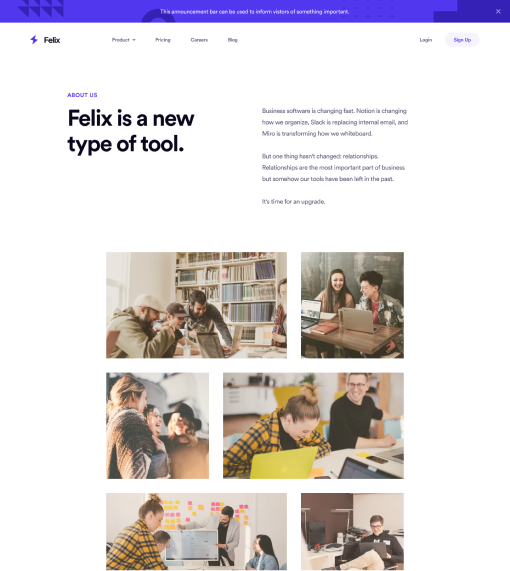 This announcement bar can be used to inform vistors of something important.
Felix
Product
Pricing
Careers
Blog
Login
Sign Up
ABOUT US
Felix is a new
type of tool.
Business software is changing fast. Notion is changing
how we organize, Slack is replacing internal email, and
Miro is transforming how we whiteboard.
But one thing hasn't changed: relationships.
Relationships are the most important part of business
but somehow our tools have been left in the past.
It's time for an upgrade.